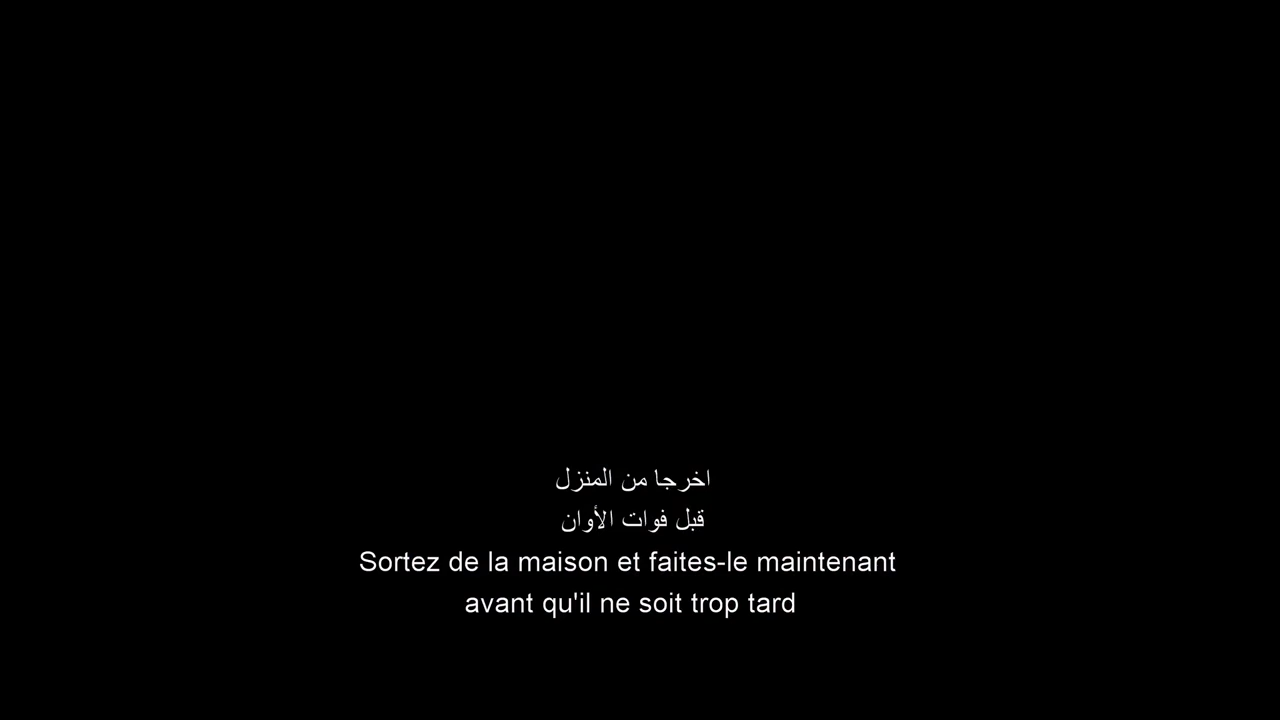 اخرجا من المنزل
قبل فوات الأوان
Sortez de la maison et faites-le maintenant
avant qu'il ne soit trop tard